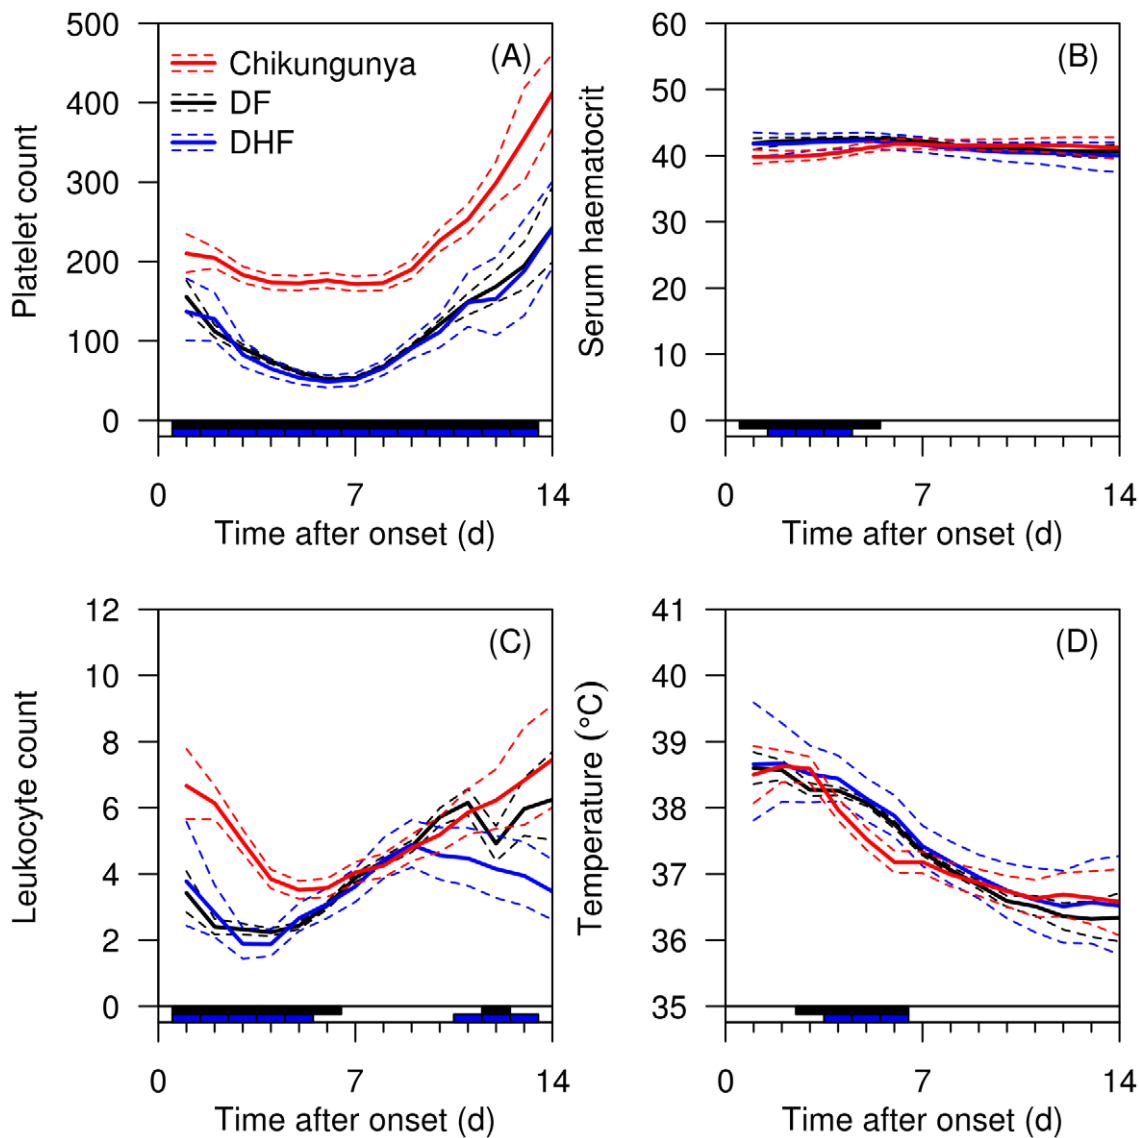 (A)
Chikungunya
DF
DHF
Platelet count
500
400
300
200
100
0
0 7 14
Time after onset (d)
(B)
Serum haematocrit
60
50
40
30
20
10
0
0 7 14
Time after onset (d)
(C)
Leukocyte count
12
10
8
6
4
2
0
0 7 14
Time after onset (d)
(D)
Temperature (°C)
41
40
39
38
37
36
35
0 7 14
Time after onset (d)